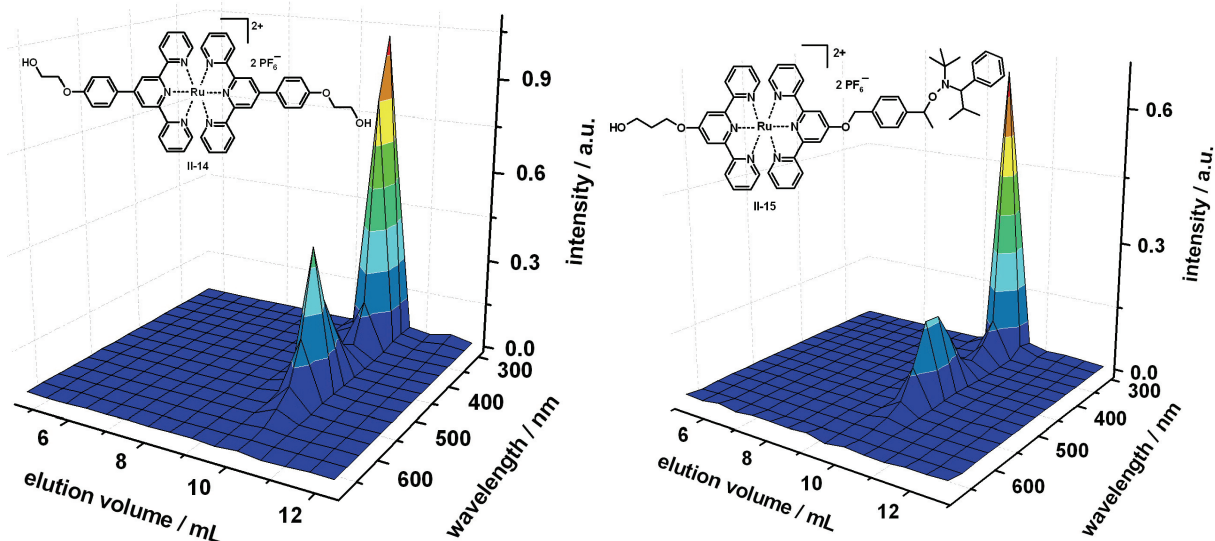 2+
2 PF6−
HO
O
N
N
N
Ru
N
N
N
O
OH
II-14
0.9
0.6
0.3
0.0
intensity / a.u.
300
400
500
600
wavelength / nm
6
8
10
12
elution volume / mL
2+
2 PF6−
HO
O
N
N
N
Ru
N
N
N
O
O
N
II-15
0.6
0.3
0.0
intensity / a.u.
300
400
500
600
wavelength / nm
6
8
10
12
elution volume / mL